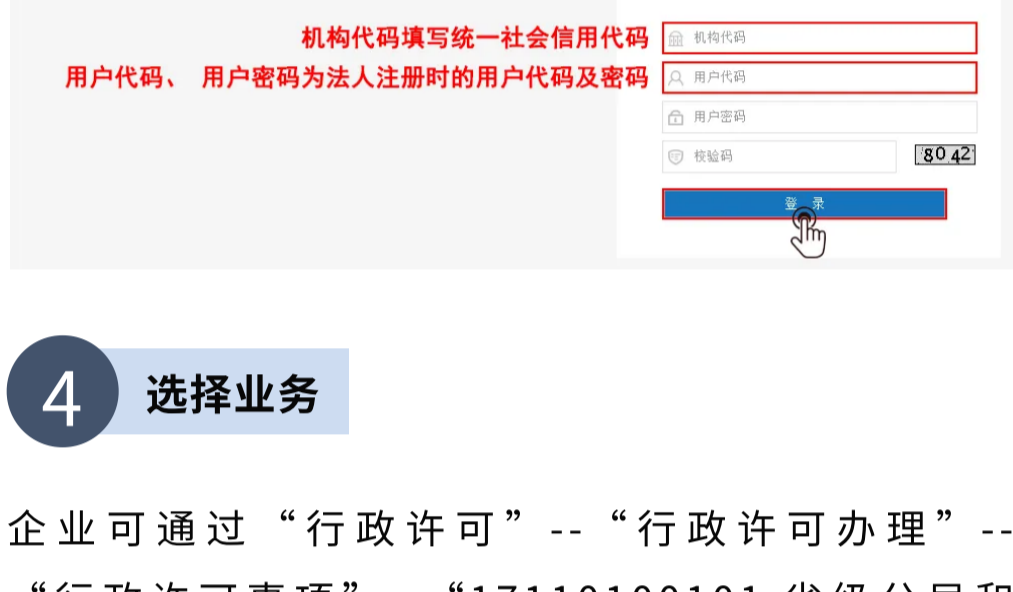 机构代码填写统一社会信用代码 机构代码
用户代码、 用户密码为法人注册时的用户代码及密码 用户代码
用户密码
校验码 8042
登 录
4 选择业务
企业可通过“行政许可”--“行政许可办理”--